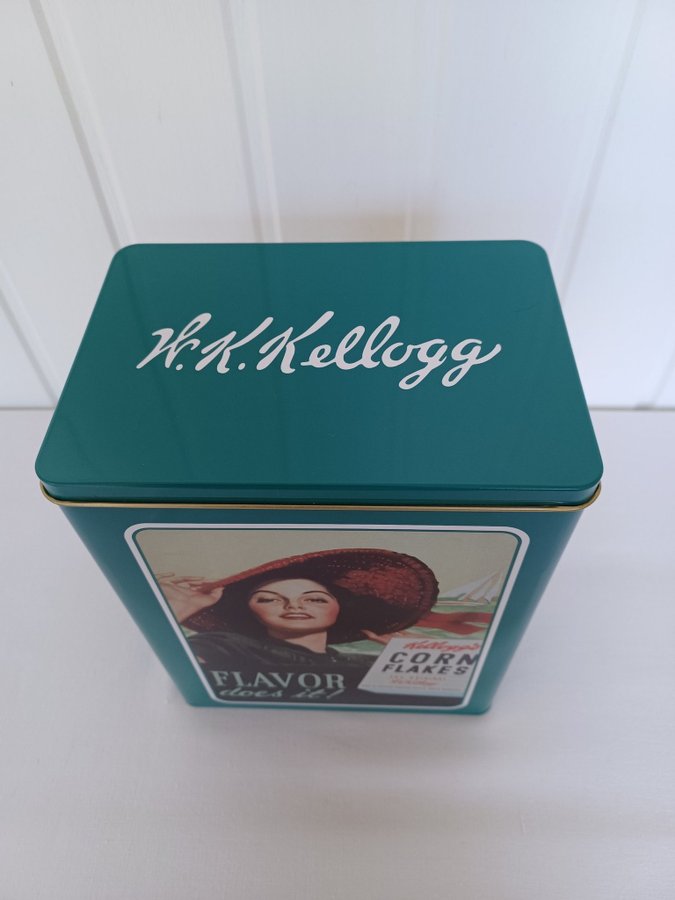 W.K.Kellogg
Kellogg's
CORN
FLAKES
FLAVOR
does it!